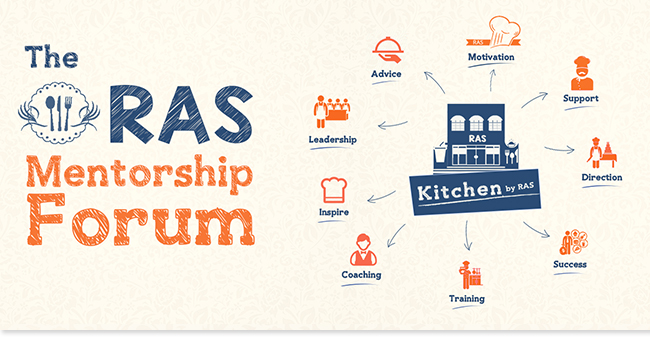 The
RAS
Mentorship
Forum
Advice
RAS
Motivation
Support
Leadership
RAS
Direction
Kitchen by RAS
Inspire
Coaching
Success
Training